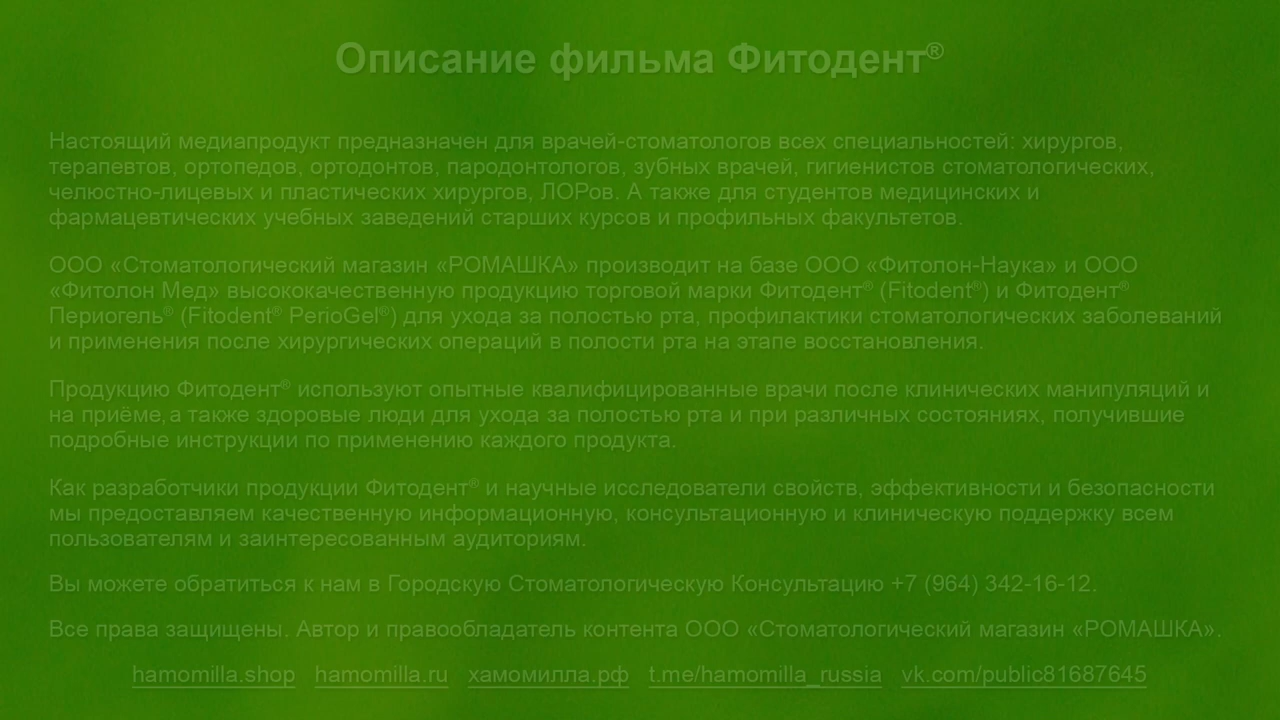 Описание фильма Фитодент®
Настоящий медиапродукт предназначен для врачей-стоматологов всех специальностей: хирургов,
терапевтов, ортопедов, ортодонтов, пародонтологов, зубных врачей, гигиенистов стоматологических,
челюстно-лицевых и пластических хирургов, ЛОРов. А также для студентов медицинских и
фармацевтических учебных заведений старших курсов и профильных факультетов.
ООО «Стоматологический магазин «РОМАШКА» производит на базе ООО «Фитолон-Наука» и ООО
«Фитолон Мед» высококачественную продукцию торговой марки Фитодент® (Fitodent®) и Фитодент®
Периогель® (Fitodent® PerioGel®) для ухода за полостью рта, профилактики стоматологических заболеваний
и применения после хирургических операций в полости рта на этапе восстановления.
Продукцию Фитодент® используют опытные квалифицированные врачи после клинических манипуляций и
на приёме, а также здоровые люди для ухода за полостью рта и при различных состояниях, получившие
подробные инструкции по применению каждого продукта.
Как разработчики продукции Фитодент® и научные исследователи свойств, эффективности и безопасности
мы предоставляем качественную информационную, консультационную и клиническую поддержку всем
пользователям и заинтересованным аудиториям.
Вы можете обратиться к нам в Городскую Стоматологическую Консультацию +7 (964) 342-16-12.
Все права защищены. Автор и правообладатель контента ООО «Стоматологический магазин «РОМАШКА».
hamomilla.shop hamomilla.ru хамомилла.рф t.me/hamomilla_russia vk.com/public81687645